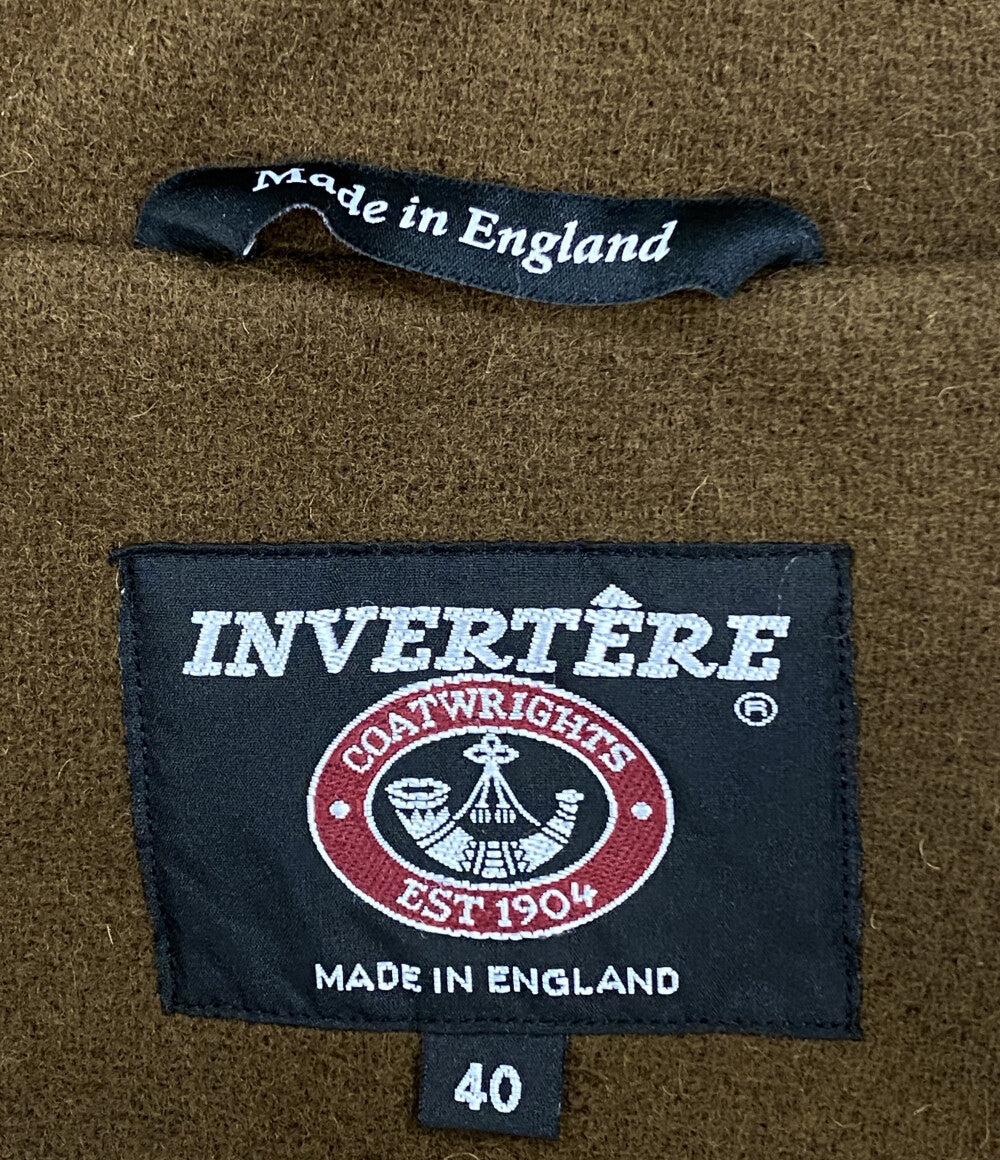 Made in England
INVERTÊRE
®
COATWRIGHTS
EST 1904
MADE IN ENGLAND
40